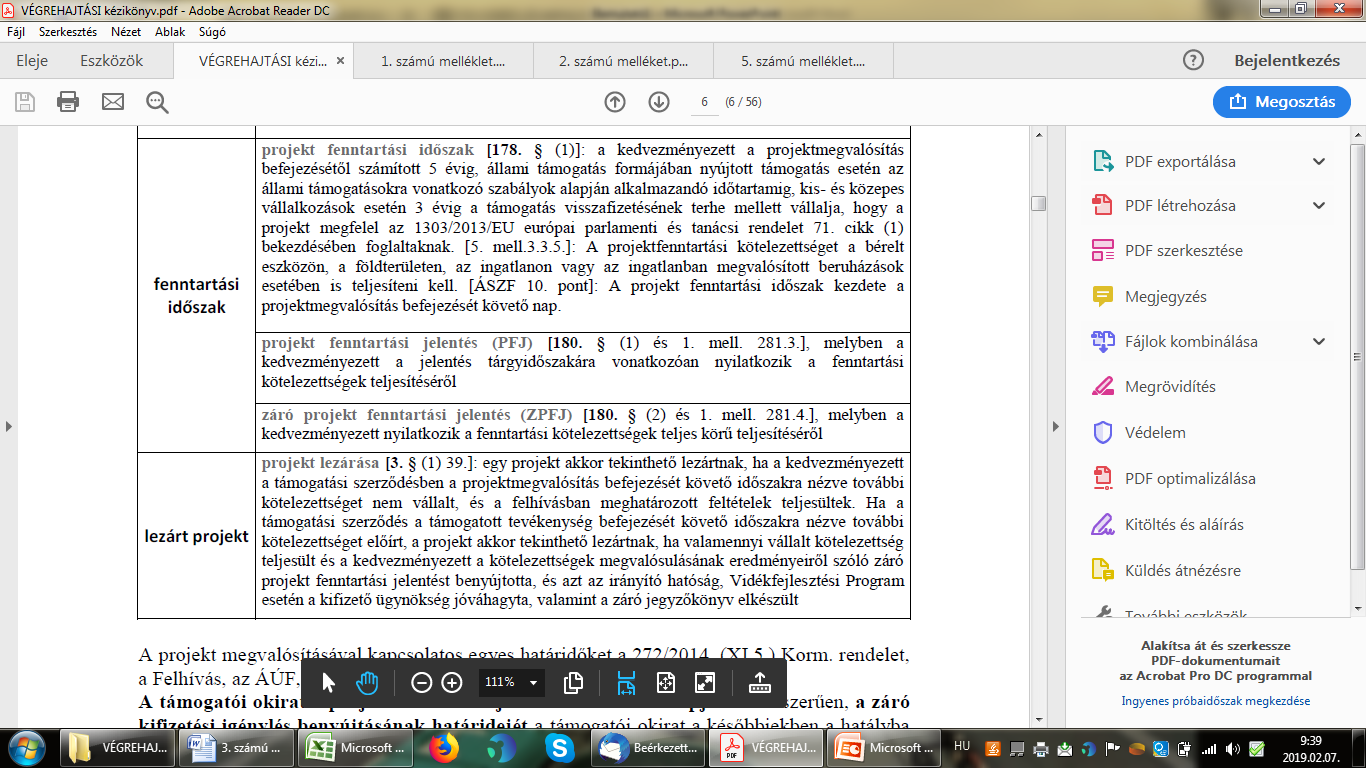 VÉGREHAJTÁSI kézikönyv.pdf - Adobe Acrobat Reader DC
Fájl Szerkesztés Nézet Ablak Súgó
Eleje Eszközök VÉGREHAJTÁSI kézi... × 1. számú melléklet.... 2. számú melléket.p... 5. számú melléklet.... Bejelentkezés
6 (6 / 56) Megosztás
fenntartási
időszak
projekt fenntartási időszak [178. § (1)]: a kedvezményezett a projektmegvalósítás
befejezésétől számított 5 évig, állami támogatás formájában nyújtott támogatás esetén az
állami támogatásokra vonatkozó szabályok alapján alkalmazandó időtartamig, kis- és közepes
vállalkozások esetén 3 évig a támogatás visszafizetésének terhe mellett vállalja, hogy a
projekt megfelel az 1303/2013/EU európai parlamenti és tanácsi rendelet 71. cikk (1)
bekezdésében foglaltaknak. [5. mell.3.3.5.]: A projektfenntartási kötelezettséget a bérelt
eszközön, a földterületen, az ingatlanon vagy az ingatlanban megvalósított beruházások
esetében is teljesíteni kell. [ÁSZF 10. pont]: A projekt fenntartási időszak kezdete a
projektmegvalósítás befejezését követő nap.
projekt fenntartási jelentés (PFJ) [180. § (1) és 1. mell. 281.3.], melyben a
kedvezményezett a jelentés tárgyidőszakára vonatkozóan nyilatkozik a fenntartási
kötelezettségek teljesítéséről
záró projekt fenntartási jelentés (ZPFJ) [180. § (2) és 1. mell. 281.4.], melyben a
kedvezményezett nyilatkozik a fenntartási kötelezettségek teljes körű teljesítéséről
lezárt projekt
projekt lezárása [3. § (1) 39.]: egy projekt akkor tekinthető lezártnak, ha a kedvezményezett
a támogatási szerződésben a projektmegvalósítás befejezését követő időszakra nézve további
kötelezettséget nem vállalt, és a felhívásban meghatározott feltételek teljesültek. Ha a
támogatási szerződés a támogatott tevékenység befejezését követő időszakra nézve további
kötelezettséget előírt, a projekt akkor tekinthető lezártnak, ha valamennyi vállalt kötelezettség
teljesült és a kedvezményezett a kötelezettségek megvalósulásának eredményeiről szóló záró
projekt fenntartási jelentést benyújtotta, és azt az irányító hatóság, Vidékfejlesztési Program
esetén a kifizető ügynökség jóváhagyta, valamint a záró jegyzőkönyv elkészült
A projekt megvalósításával kapcsolatos egyes határidőket a 272/2014. (XI.5.) Korm. rendelet,
a Felhívás, az ÁÚF,
A támogatói okirat szerűen, a záró
kifizetési igénylés benyújtásának határidejét a támogatói okirat a későbbiekben a hatályba
111%
PDF exportálása
PDF létrehozása
PDF szerkesztése
Megjegyzés
Fájlok kombinálása
Megrövidítés
Védelem
PDF optimalizálása
Kitöltés és aláírás
Küldés átnézésre
További eszközök
Alakítsa át és szerkessze
PDF-dokumentumait
az Acrobat Pro DC programmal
Ingyenes próbaidőszak megkezdése
VÉGREHAJ... 3. számú ... Microsoft ... Beérkezett... VÉGREHAJ... Microsoft ... HU 9:39
2019.02.07.